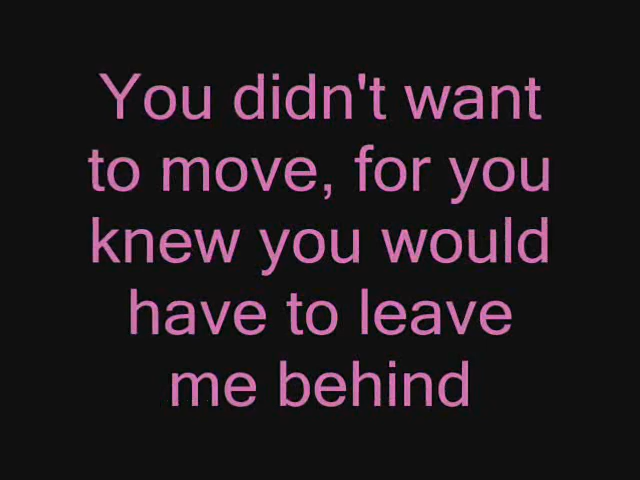 You didn't want
to move, for you
knew you would
have to leave
me behind